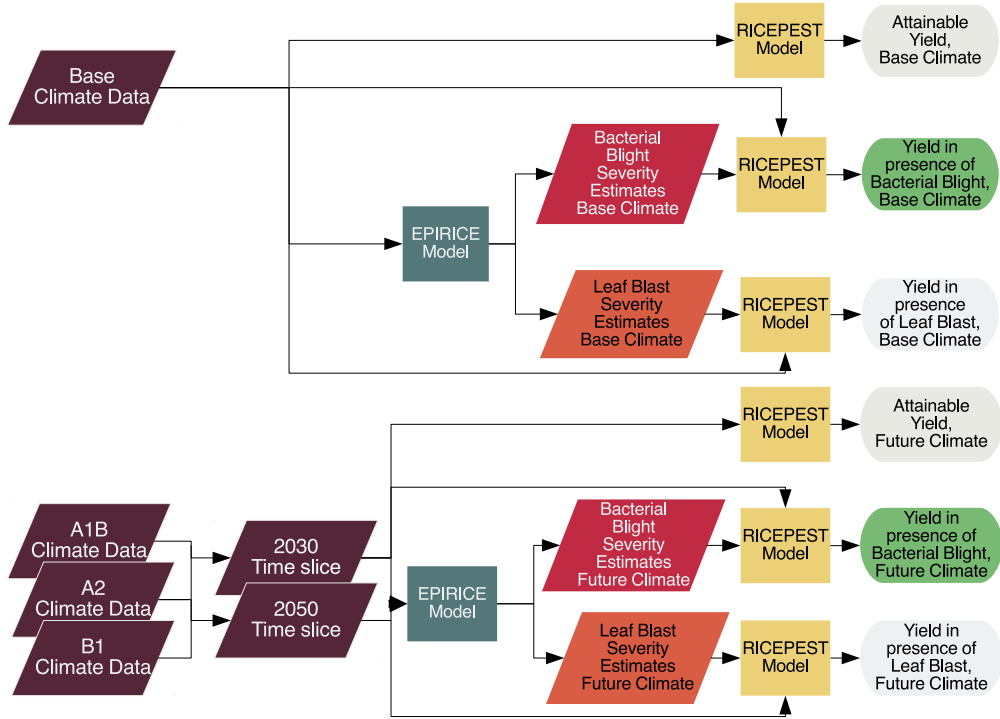 Base
Climate Data
RICEPEST
Model
Attainable
Yield,
Base Climate
EPIRICE
Model
Bacterial
Blight
Severity
Estimates
Base Climate
RICEPEST
Model
Yield in
presence of
Bacterial Blight,
Base Climate
Leaf Blast
Severity
Estimates
Base Climate
RICEPEST
Model
Yield in
presence
of Leaf Blast,
Base Climate
A1B
Climate Data
A2
Climate Data
B1
Climate Data
2030
Time slice
2050
Time slice
RICEPEST
Model
Attainable
Yield,
Future Climate
EPIRICE
Model
Bacterial
Blight
Severity
Estimates
Future Climate
RICEPEST
Model
Yield in
presence of
Bacterial Blight,
Future Climate
Leaf Blast
Severity
Estimates
Future Climate
RICEPEST
Model
Yield in
presence of
Leaf Blast,
Future Climate